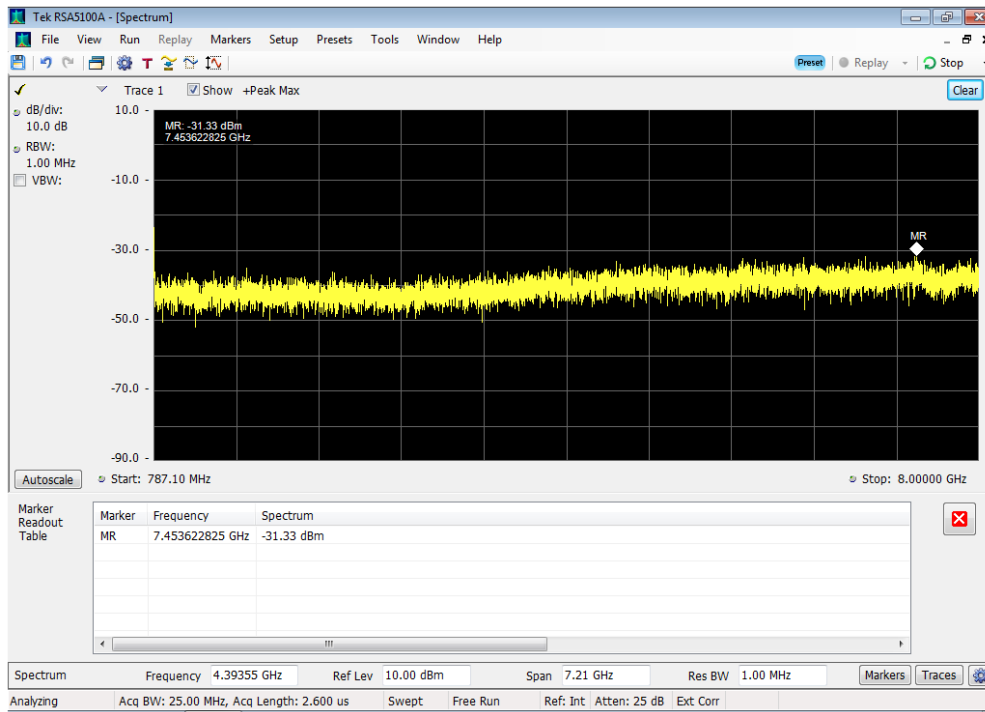 Tek RSA5100A - [Spectrum]
File View Run Replay Markers Setup Presets Tools Window Help
T Preset Replay Stop
Trace 1 Show +Peak Max Clear
dB/div:
10.0 dB
RBW:
1.00 MHz
VBW:
10.0 -
-10.0 -
-30.0 -
-50.0 -
-70.0 -
-90.0 -
MR: -31.33 dBm
7.453622825 GHz
MR
Autoscale Start: 787.10 MHz Stop: 8.00000 GHz
Marker
Readout
Table
Marker Frequency Spectrum
MR 7.453622825 GHz -31.33 dBm
Spectrum Frequency 4.39355 GHz Ref Lev 10.00 dBm Span 7.21 GHz Res BW 1.00 MHz Markers Traces
Analyzing Acq BW: 25.00 MHz, Acq Length: 2.600 us Swept Free Run Ref: Int Atten: 25 dB Ext Corr